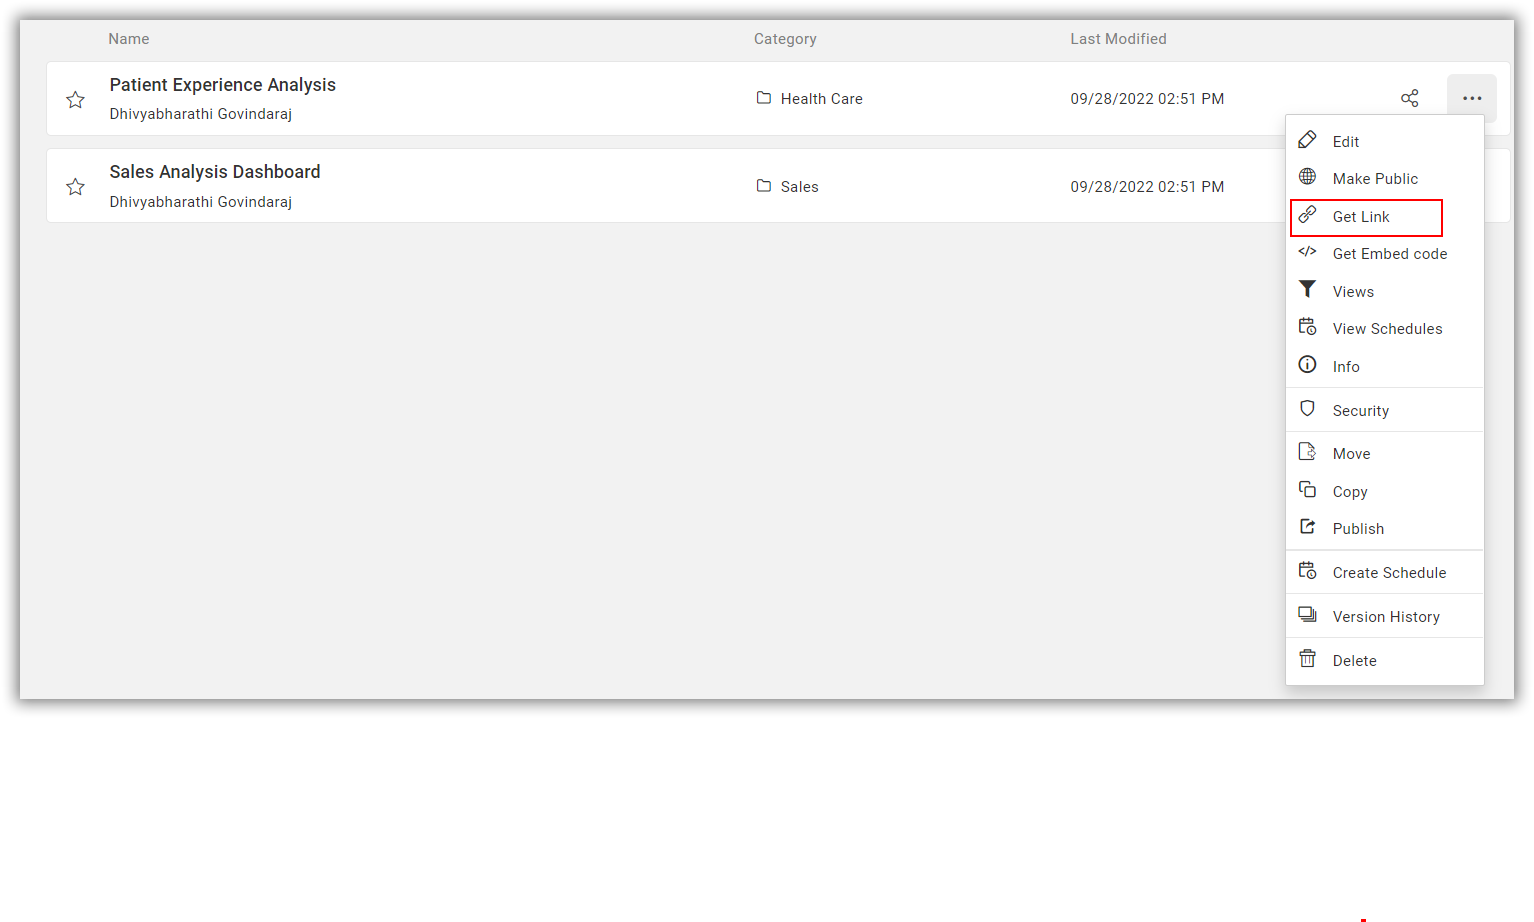 Name Category Last Modified
Patient Experience Analysis
Dhivyabharathi Govindaraj
Health Care
09/28/2022 02:51 PM
Sales Analysis Dashboard
Dhivyabharathi Govindaraj
Sales
09/28/2022 02:51 PM
Edit
Make Public
Get Link
Get Embed code
Views
View Schedules
Info
Security
Move
Copy
Publish
Create Schedule
Version History
Delete